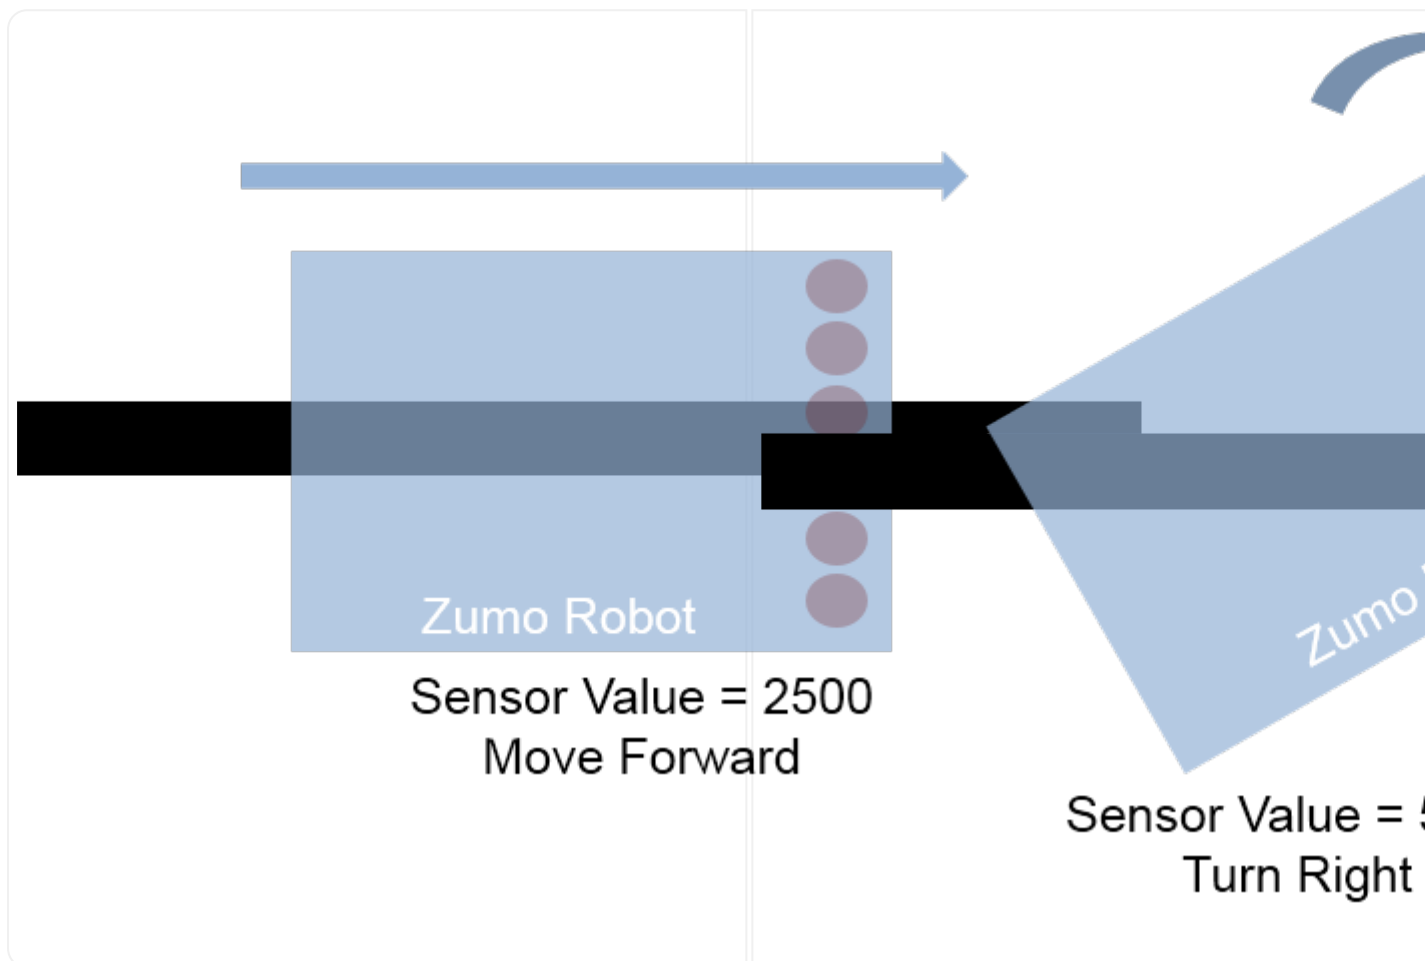 Zumo Robot
Sensor Value = 2500
Move Forward
Zumo
Sensor Value =
Turn Right